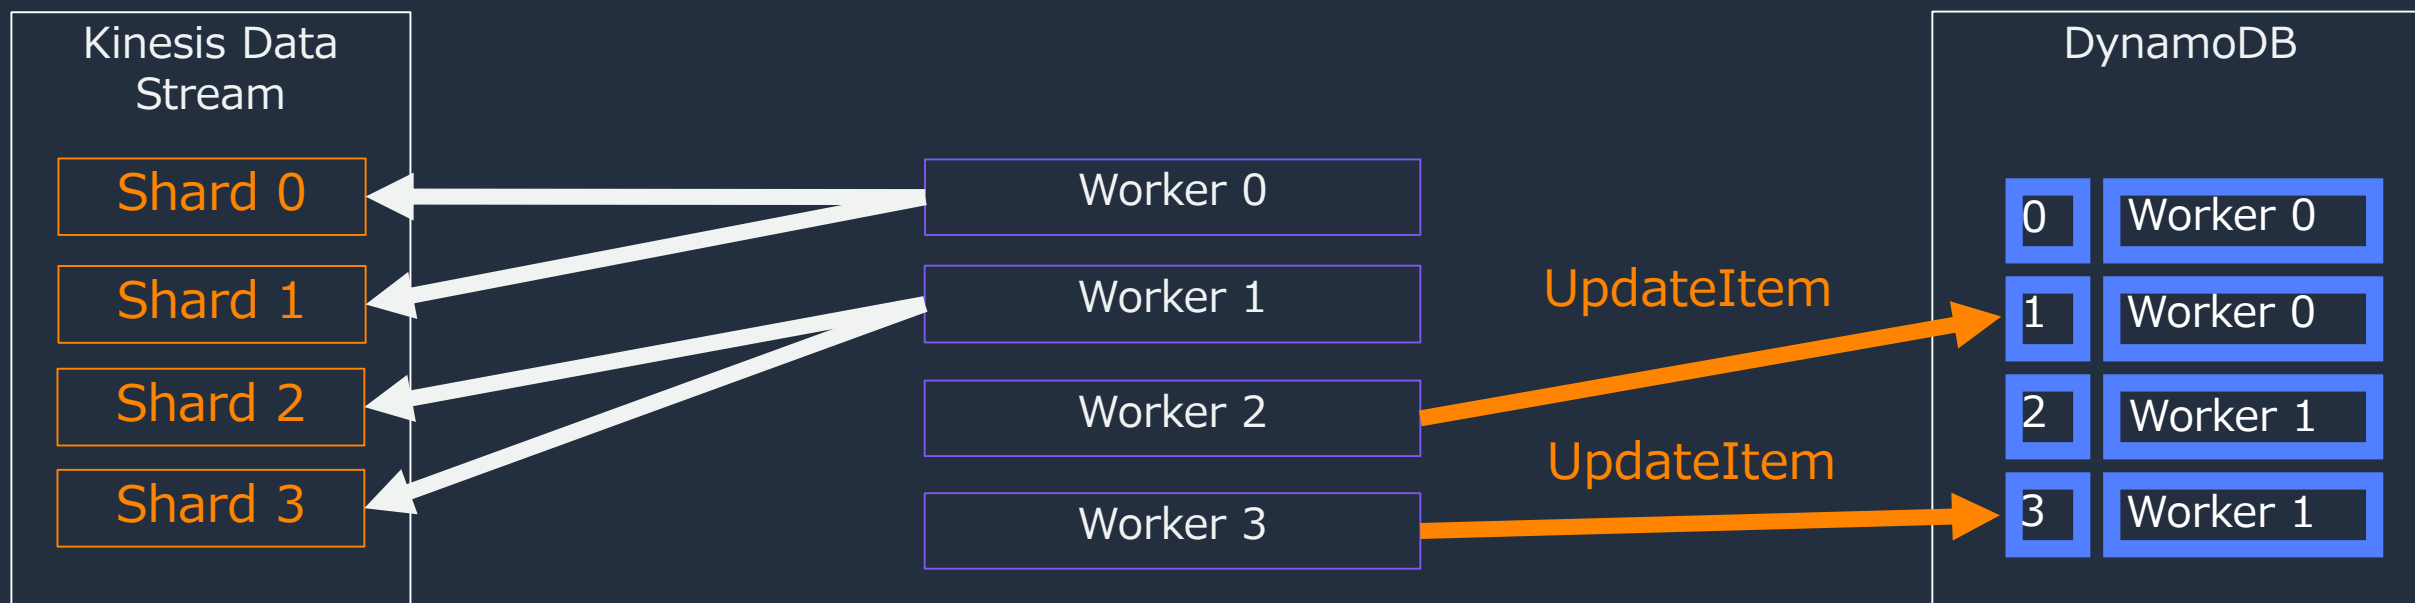 Kinesis Data
Stream
Shard 0
Shard 1
Shard 2
Shard 3
Worker 0
Worker 1
Worker 2
Worker 3
UpdateItem
UpdateItem
DynamoDB
0 Worker 0
1 Worker 0
2 Worker 1
3 Worker 1